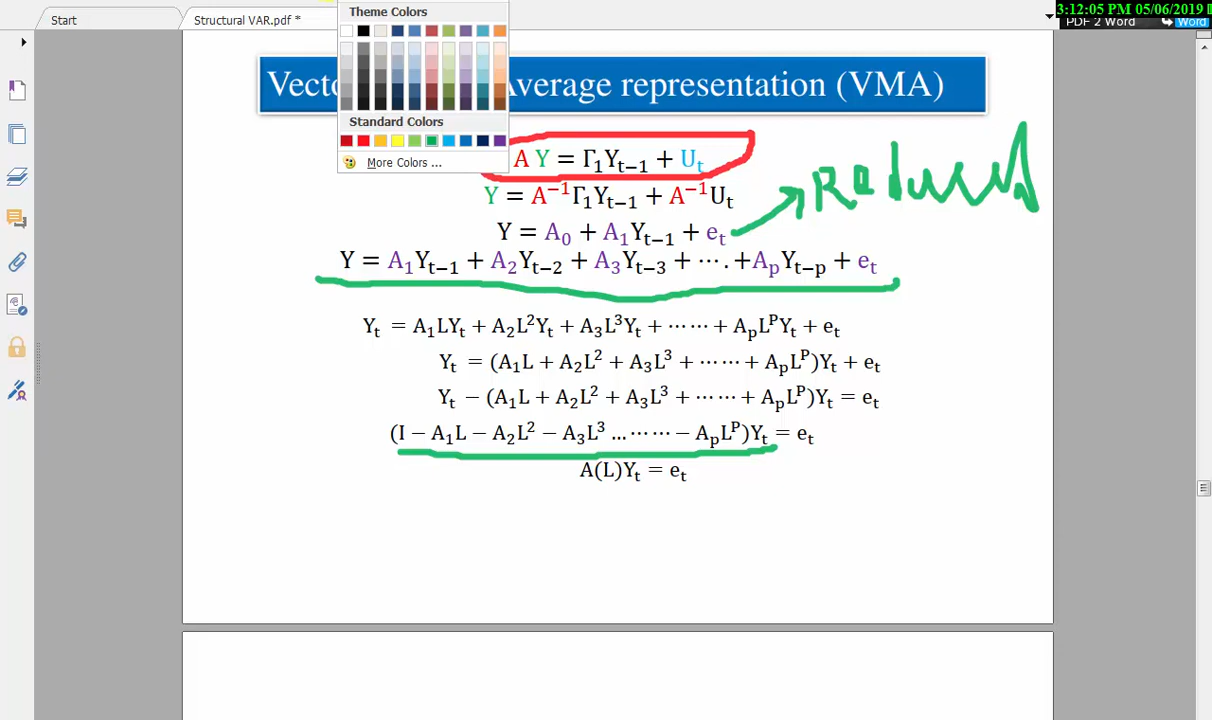 3:12:05 PM 05/06/2019
Start
Structural VAR.pdf *
PDF 2 Word
Word
Theme Colors
Standard Colors
More Colors ...
Average representation (VMA)
A Y = Γ₁Yₜ₋₁ + Uₜ
Y = A⁻¹Γ₁Yₜ₋₁ + A⁻¹Uₜ
Reduced
Y = A₀ + A₁Yₜ₋₁ + eₜ
Y = A₁Yₜ₋₁ + A₂Yₜ₋₂ + A₃Yₜ₋₃ + ⋯ . +AₚYₜ₋ₚ + eₜ
Yₜ = A₁LYₜ + A₂L²Yₜ + A₃L³Yₜ + ⋯⋯ + AₚLᴾYₜ + eₜ
Yₜ = (A₁L + A₂L² + A₃L³ + ⋯⋯ + AₚLᴾ)Yₜ + eₜ
Yₜ − (A₁L + A₂L² + A₃L³ + ⋯⋯ + AₚLᴾ)Yₜ = eₜ
(I − A₁L − A₂L² − A₃L³ … ⋯⋯ − AₚLᴾ)Yₜ = eₜ
A(L)Yₜ = eₜ